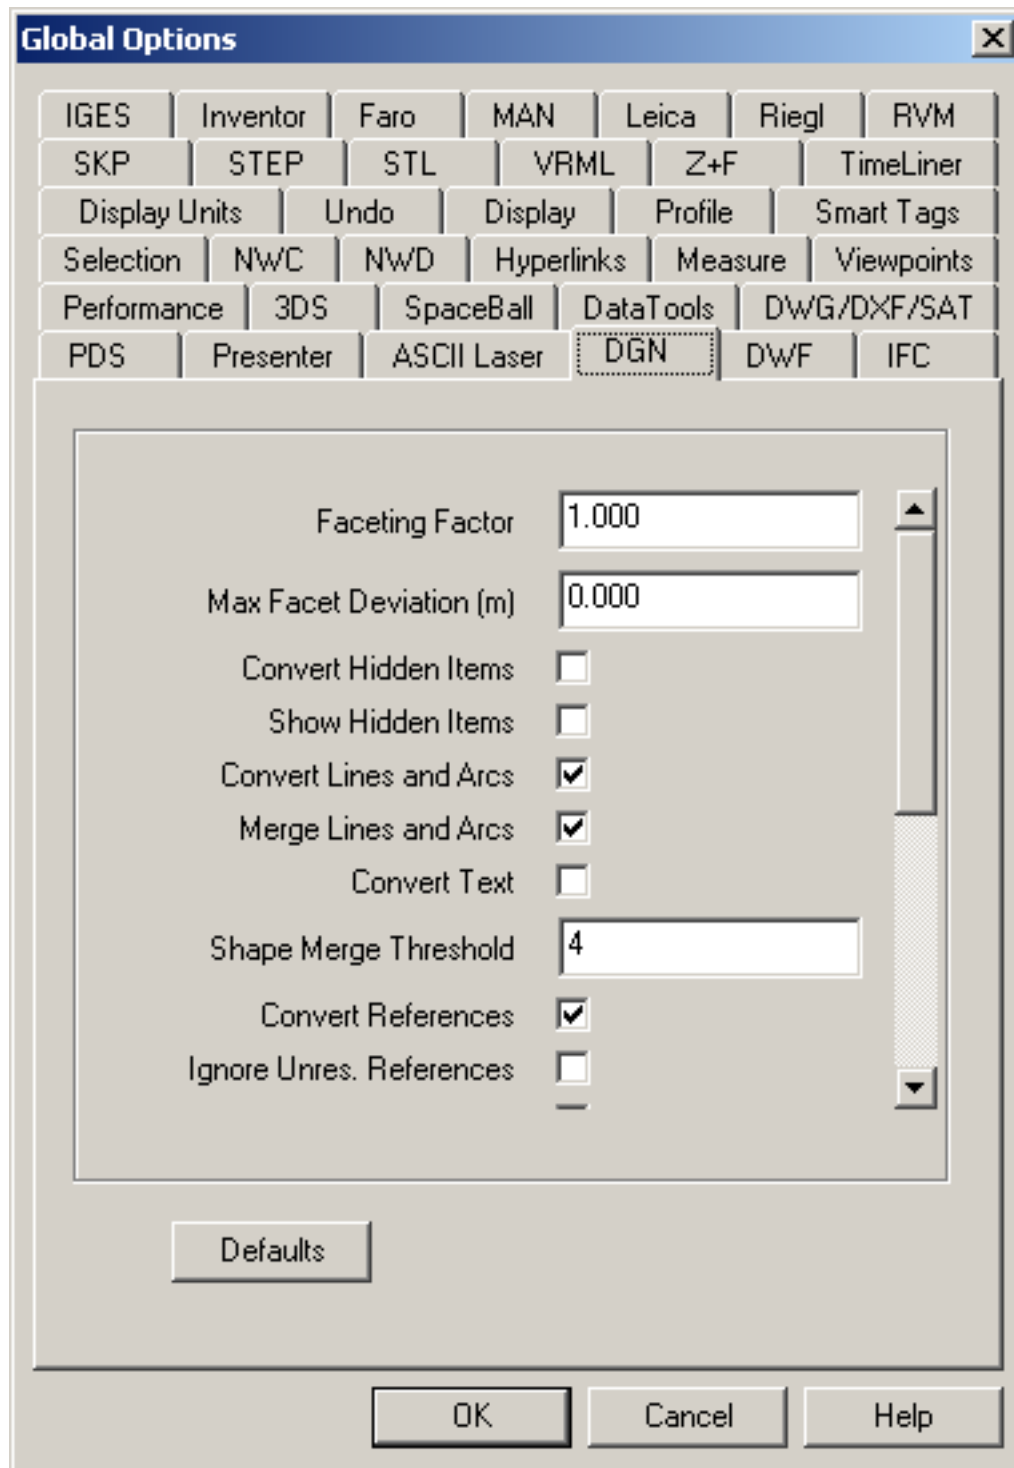 Global Options
IGES Inventor Faro MAN Leica Riegl RVM
SKP STEP STL VRML Z+F TimeLiner
Display Units Undo Display Profile Smart Tags
Selection NWC NWD Hyperlinks Measure Viewpoints
Performance 3DS SpaceBall DataTools DWG/DXF/SAT
PDS Presenter ASCII Laser DGN DWF IFC
Faceting Factor 1.000
Max Facet Deviation (m) 0.000
Convert Hidden Items
Show Hidden Items
Convert Lines and Arcs
Merge Lines and Arcs
Convert Text
Shape Merge Threshold 4
Convert References
Ignore Unres. References
Defaults
OK Cancel Help